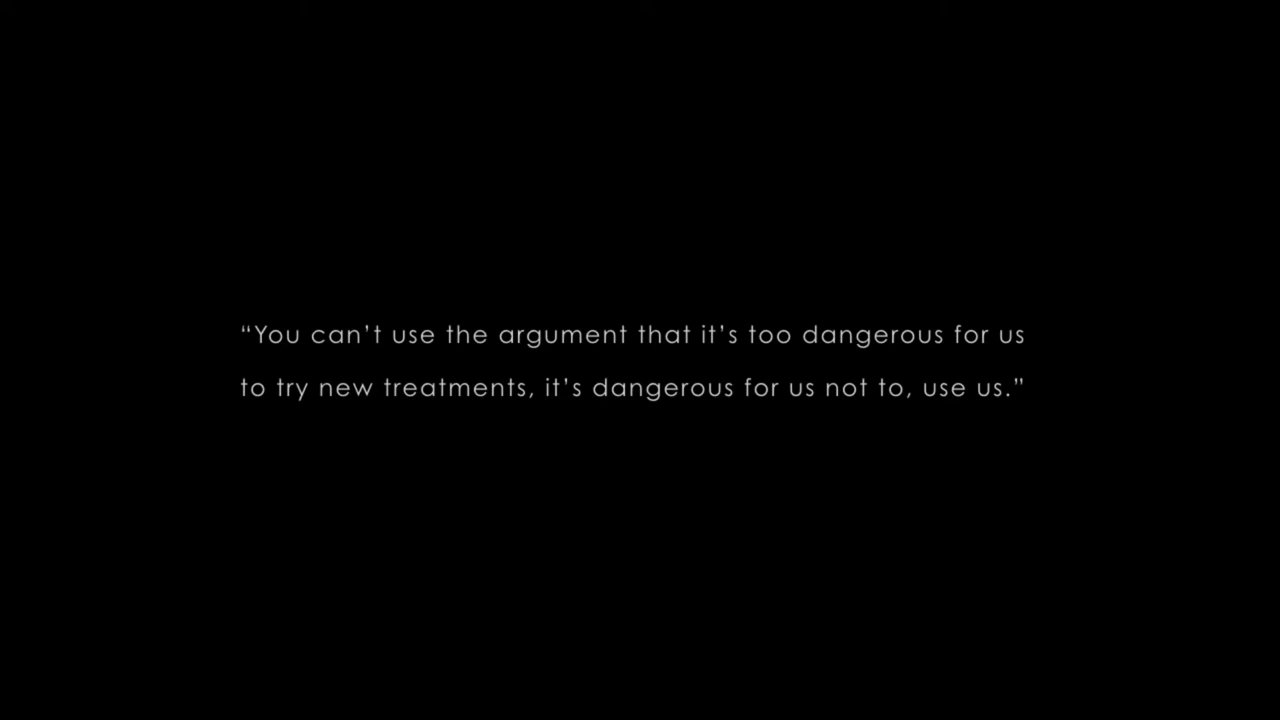 “You can’t use the argument that it’s too dangerous for us
to try new treatments, it’s dangerous for us not to, use us.”